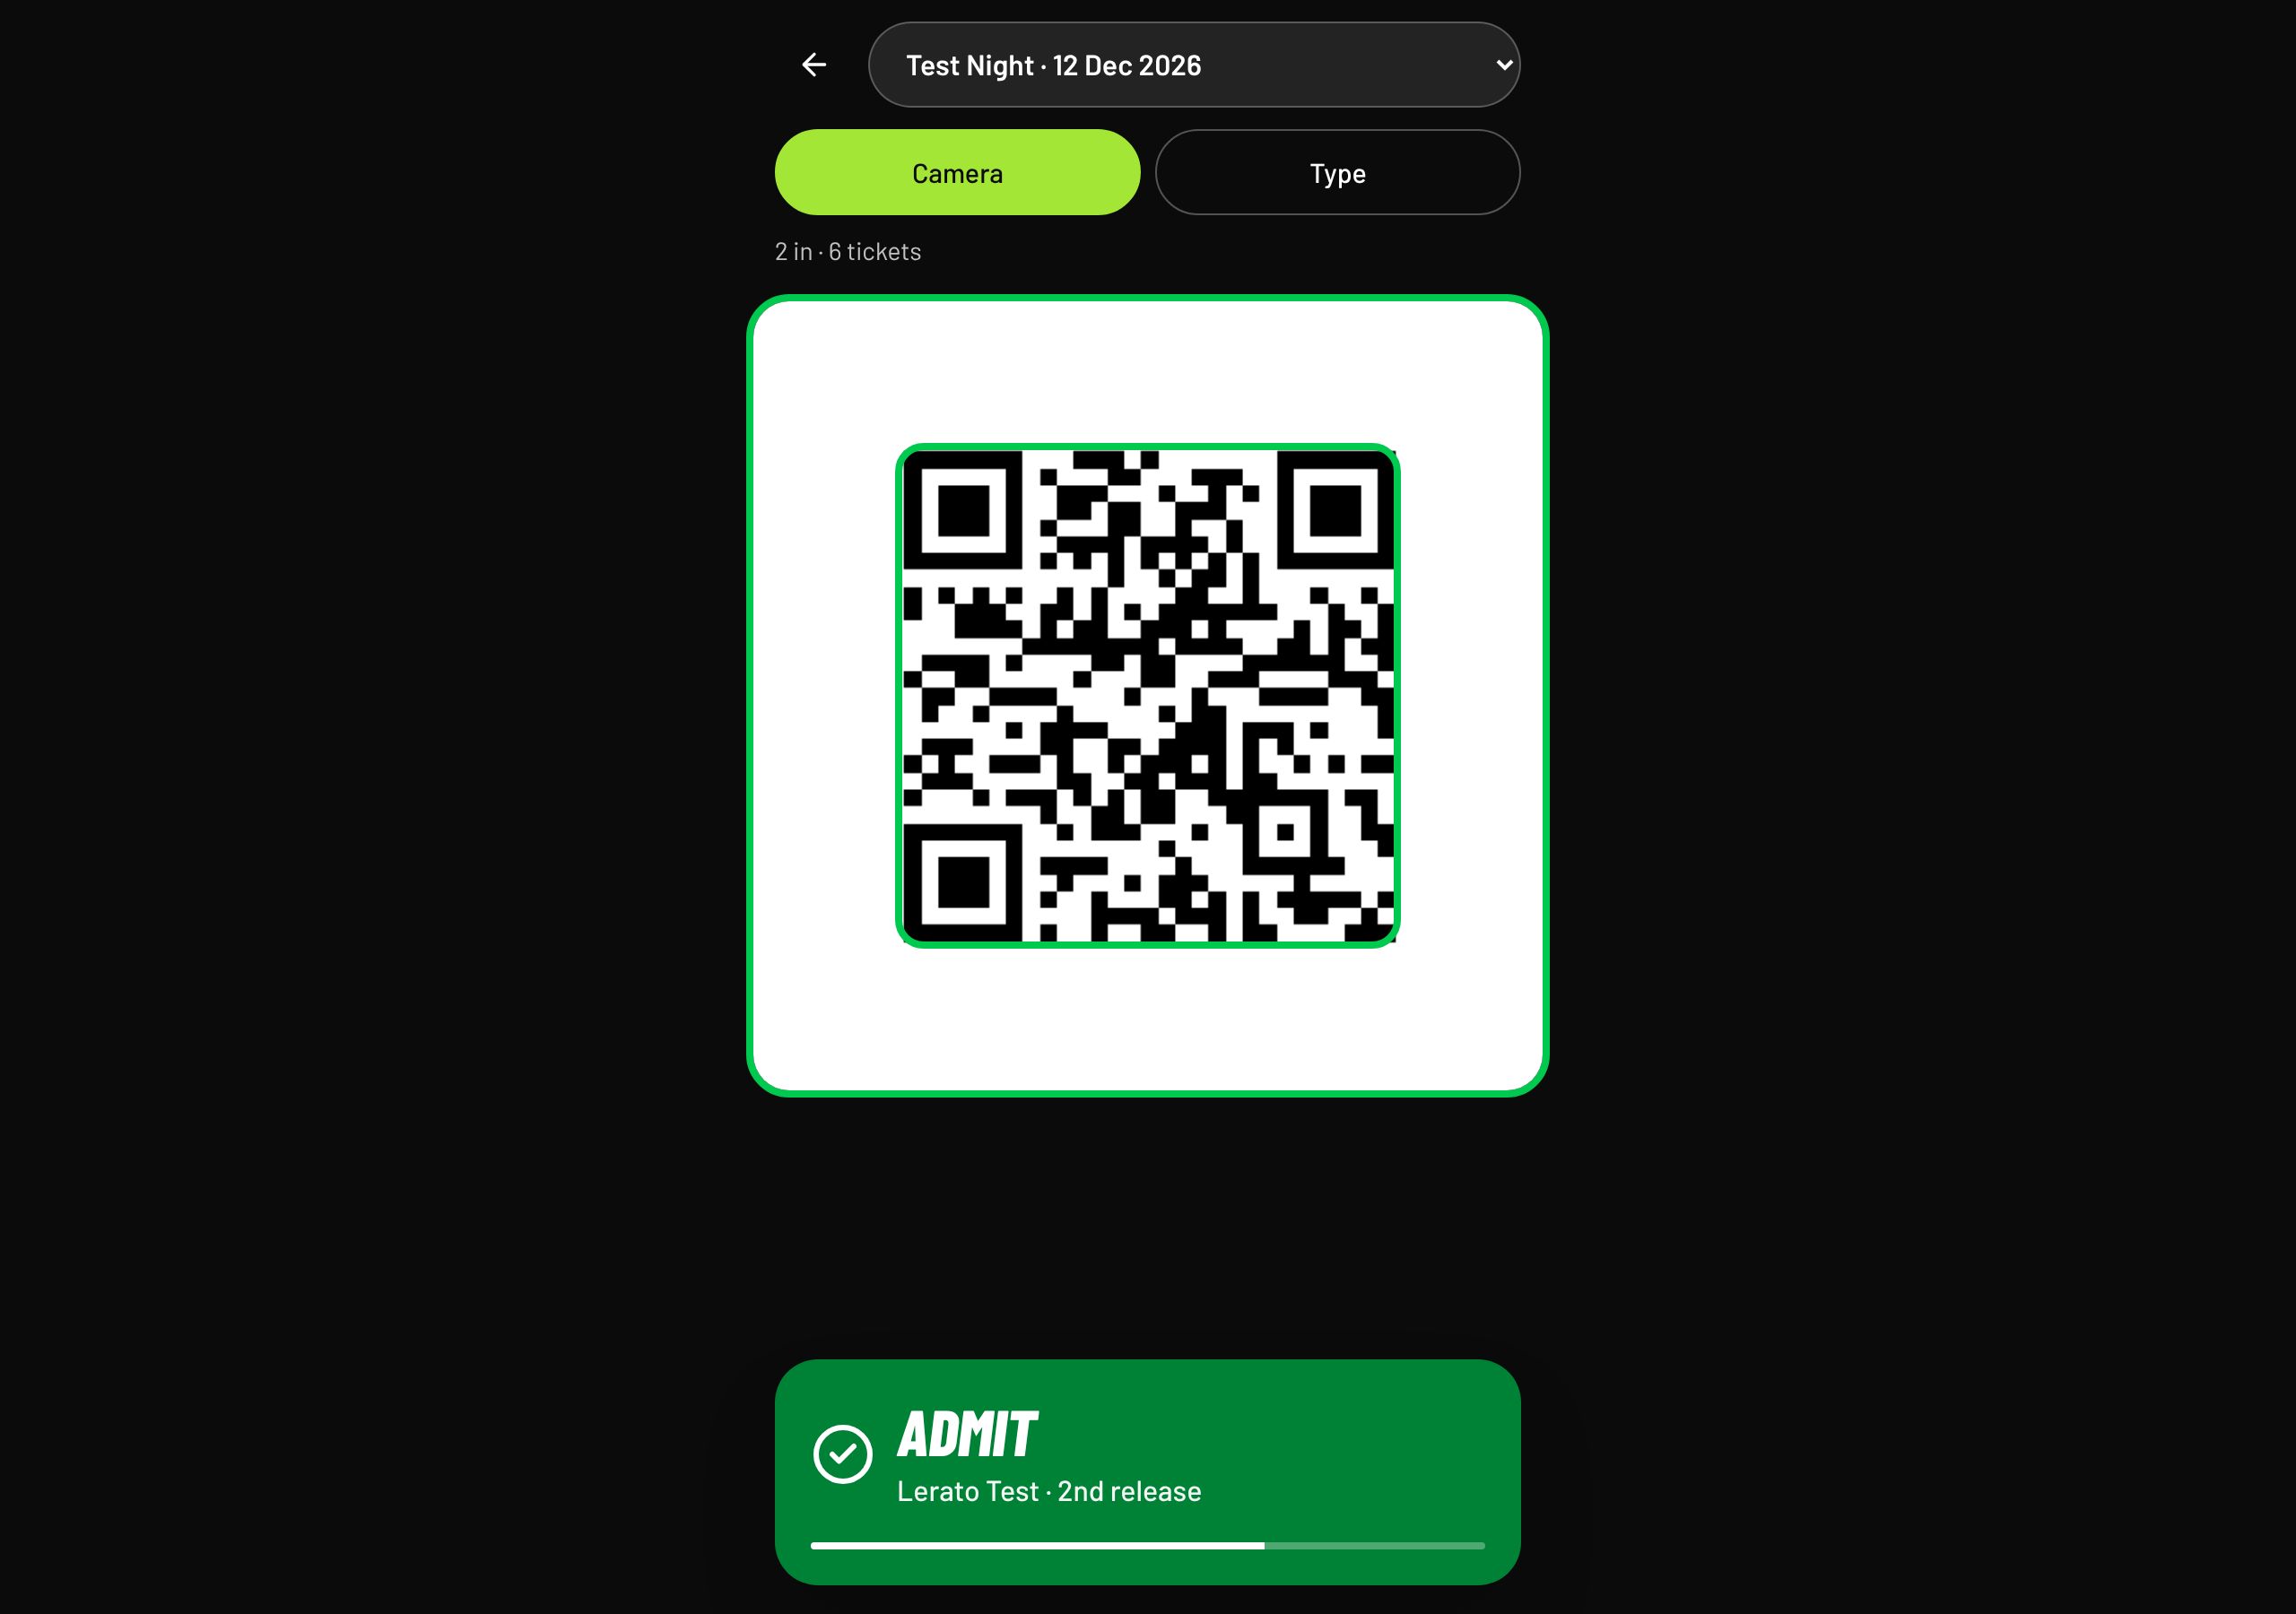 Test Night · 12 Dec 2026
Camera
Type
2 in · 6 tickets
ADMIT
Lerato Test · 2nd release